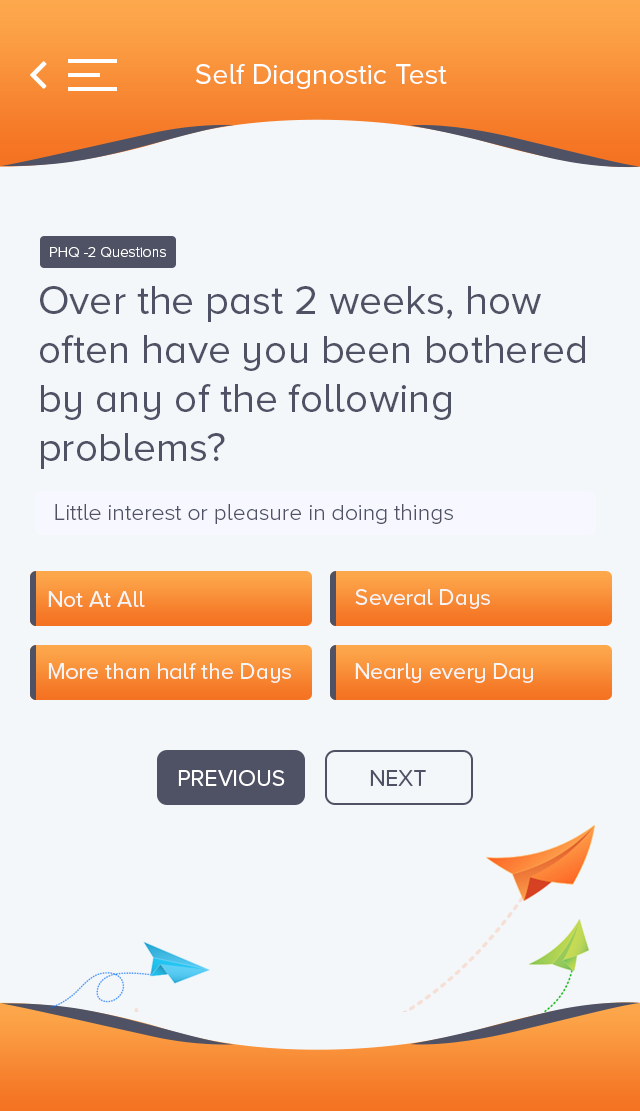 Self Diagnostic Test
PHQ -2 Questions
Over the past 2 weeks, how
often have you been bothered
by any of the following
problems?
Little interest or pleasure in doing things
Not At All
Several Days
More than half the Days
Nearly every Day
PREVIOUS
NEXT